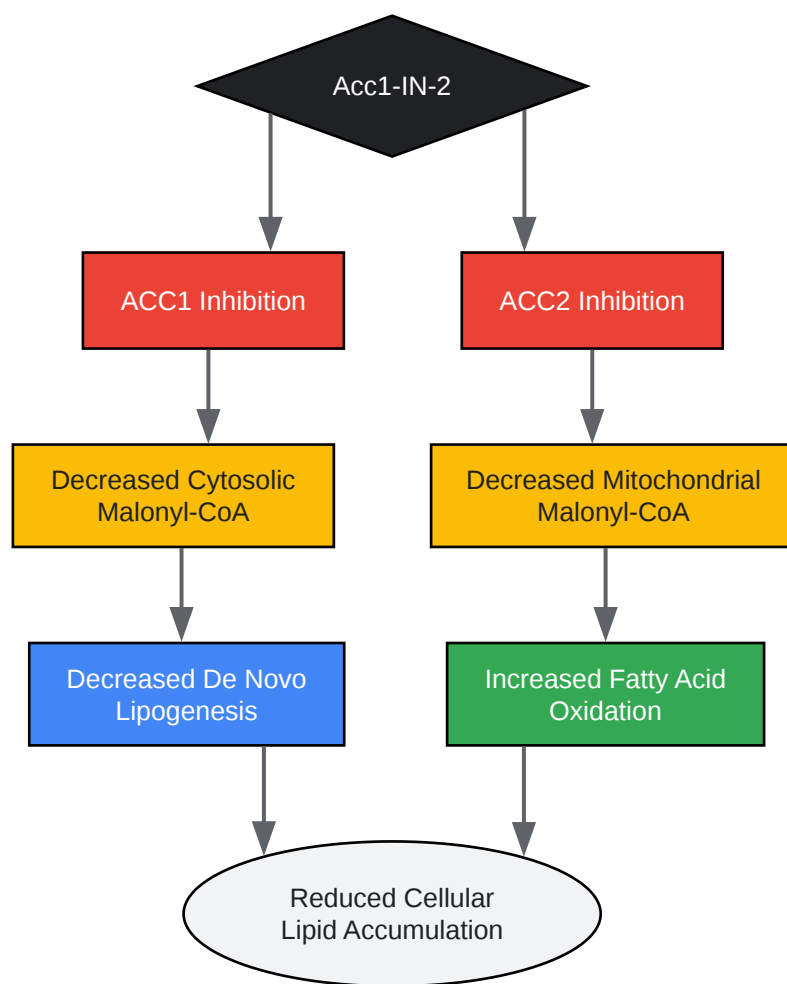 Acc1-IN-2
ACC1 Inhibition
ACC2 Inhibition
Decreased Cytosolic
Malonyl-CoA
Decreased Mitochondrial
Malonyl-CoA
Decreased De Novo
Lipogenesis
Increased Fatty Acid
Oxidation
Reduced Cellular
Lipid Accumulation